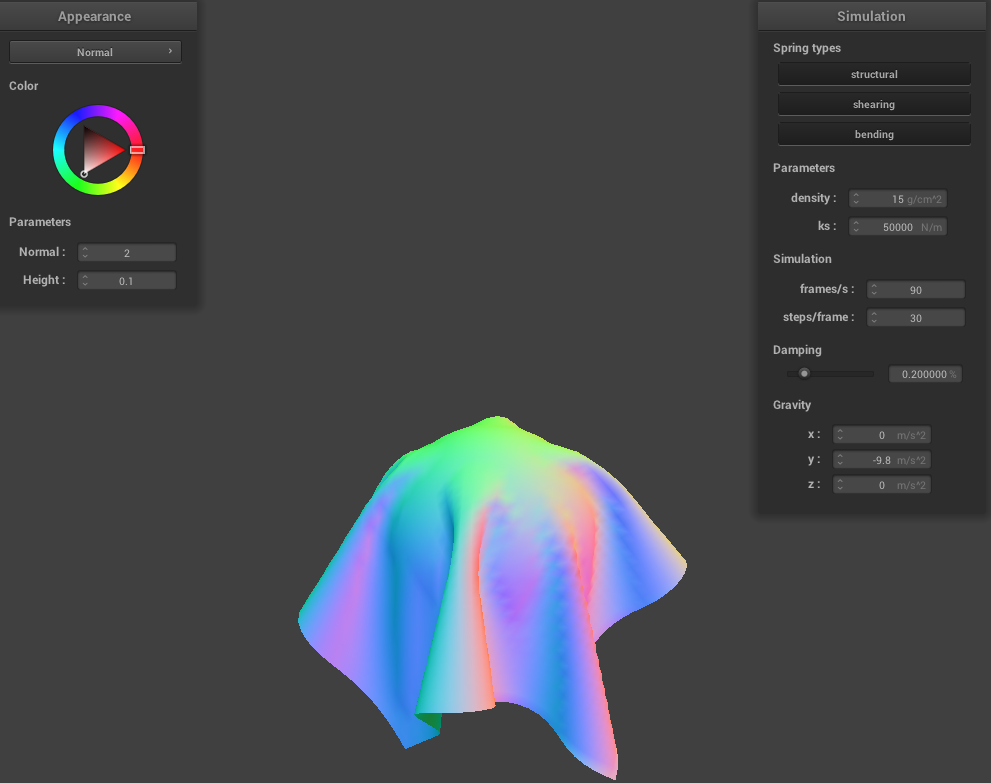 Appearance
Normal
Color
Parameters
Normal :
2
Height :
0.1
Simulation
Spring types
structural
shearing
bending
Parameters
density :
15 g/cm^2
ks :
50000 N/m
Simulation
frames/s :
90
steps/frame :
30
Damping
0.200000 %
Gravity
x :
0 m/s^2
y :
-9.8 m/s^2
z :
0 m/s^2